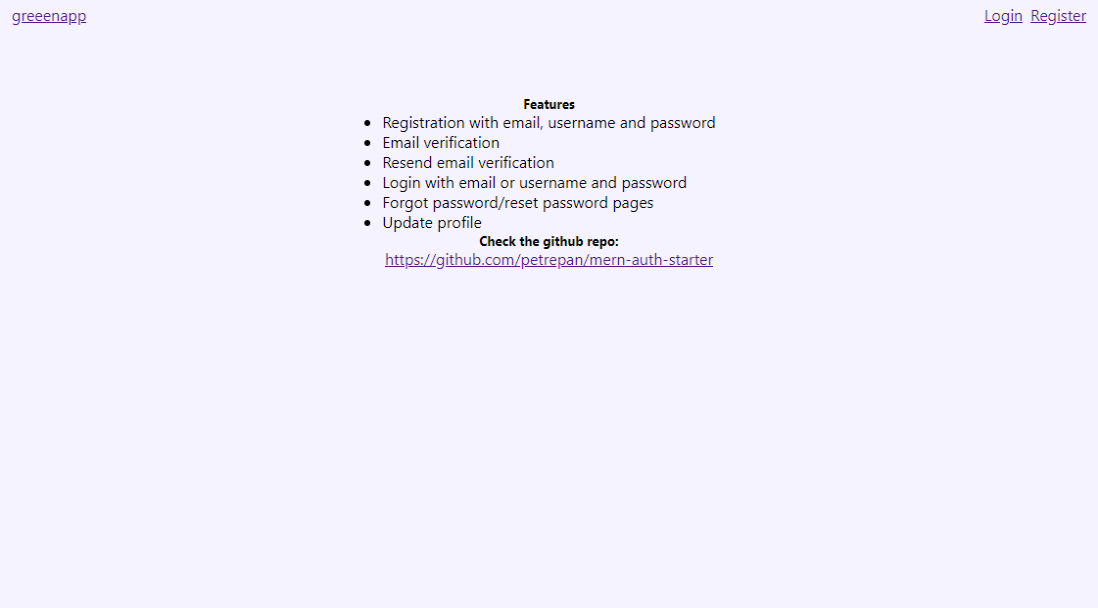 greeenapp
Login Register
Features
Registration with email, username and password
Email verification
Resend email verification
Login with email or username and password
Forgot password/reset password pages
Update profile
Check the github repo:
https://github.com/petrepan/mern-auth-starter